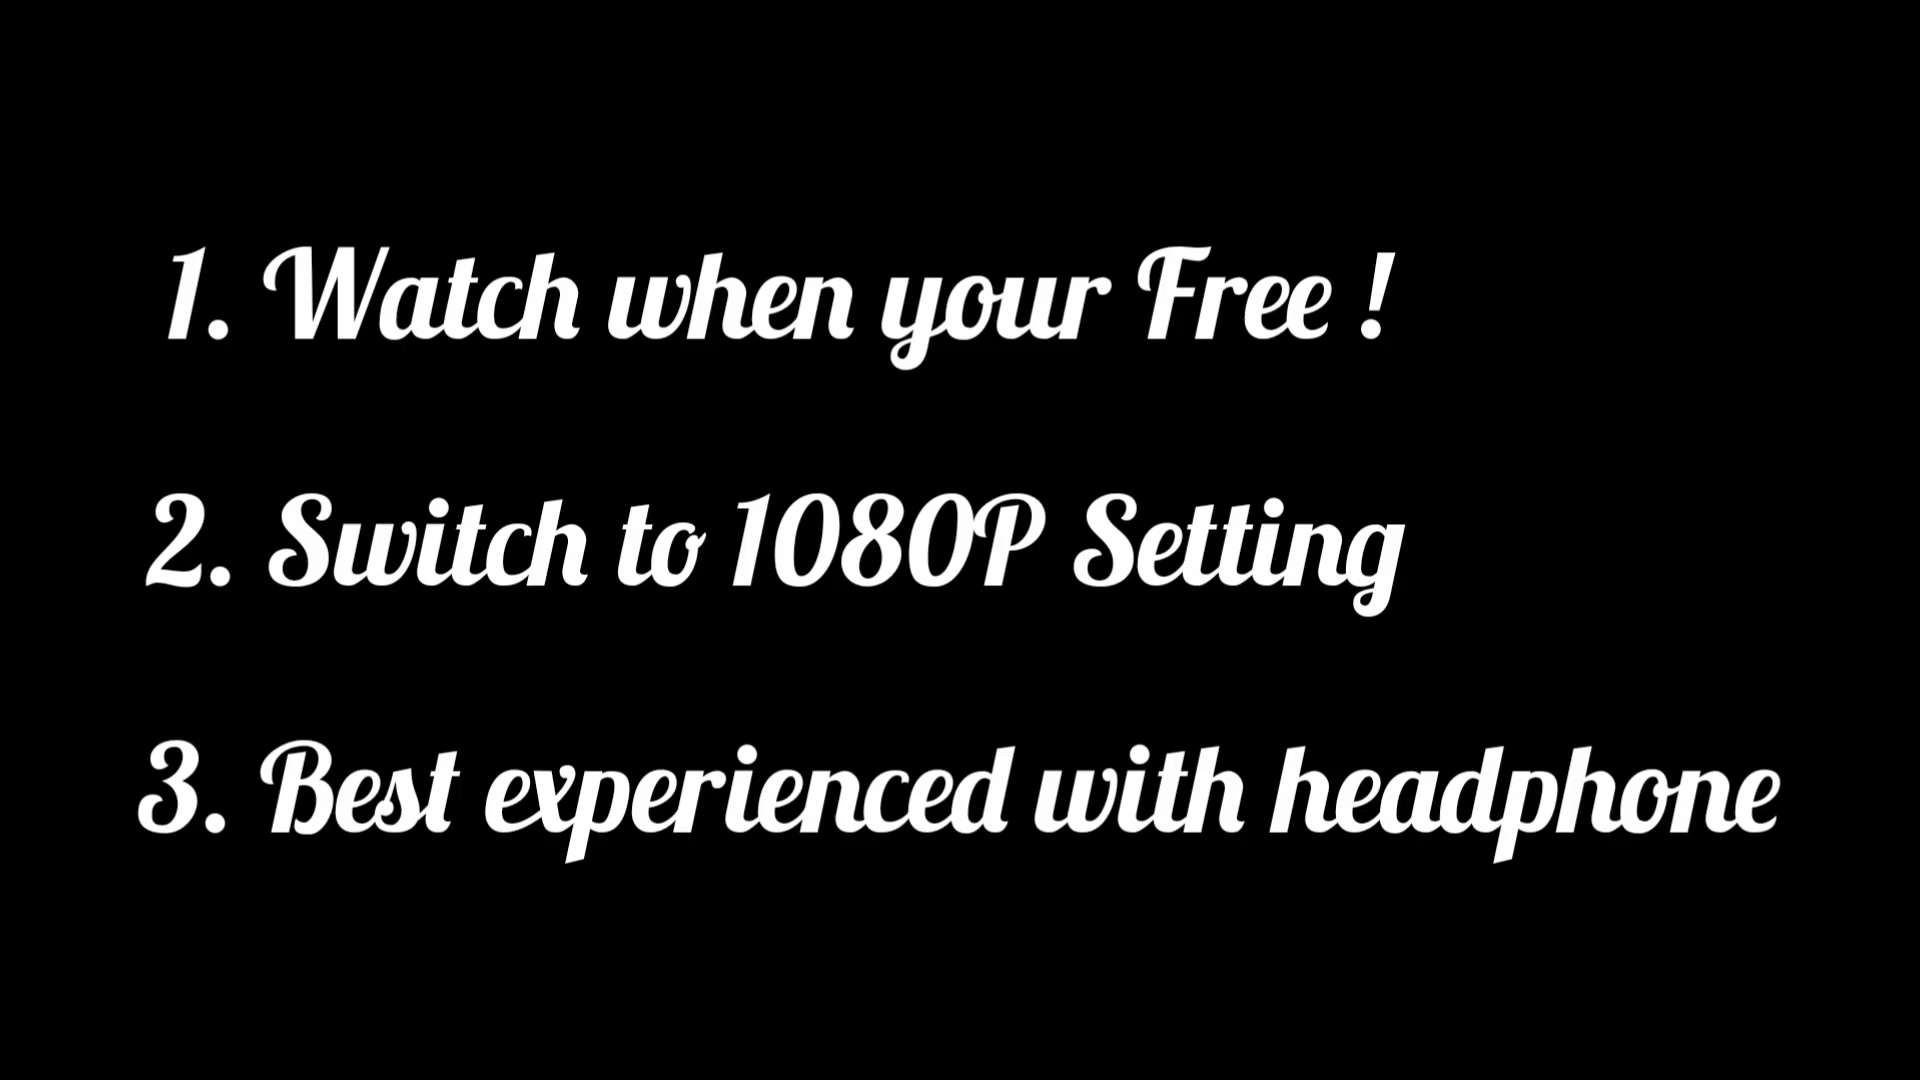 1. Watch when your Free !
2. Switch to 1080P Setting
3. Best experienced with headphone